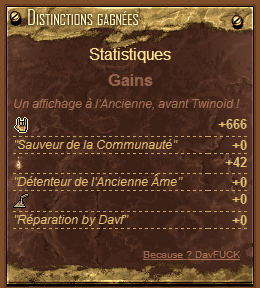 Distinctions gagnées
Statistiques
Gains
Un affichage à l'Ancienne, avant Twinoid !
+666
"Sauveur de la Communauté" +0
+42
"Détenteur de l'Ancienne Âme" +0
+0
"Réparation by Davf" +0
Because ? DavFUCK